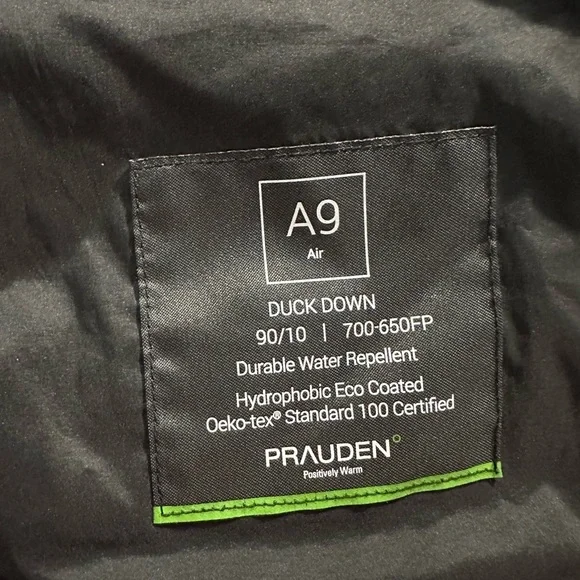 A9
Air
DUCK DOWN
90/10 | 700-650FP
Durable Water Repellent
Hydrophobic Eco Coated
Oeko-tex® Standard 100 Certified
PRAUDEN°
Positively Warm